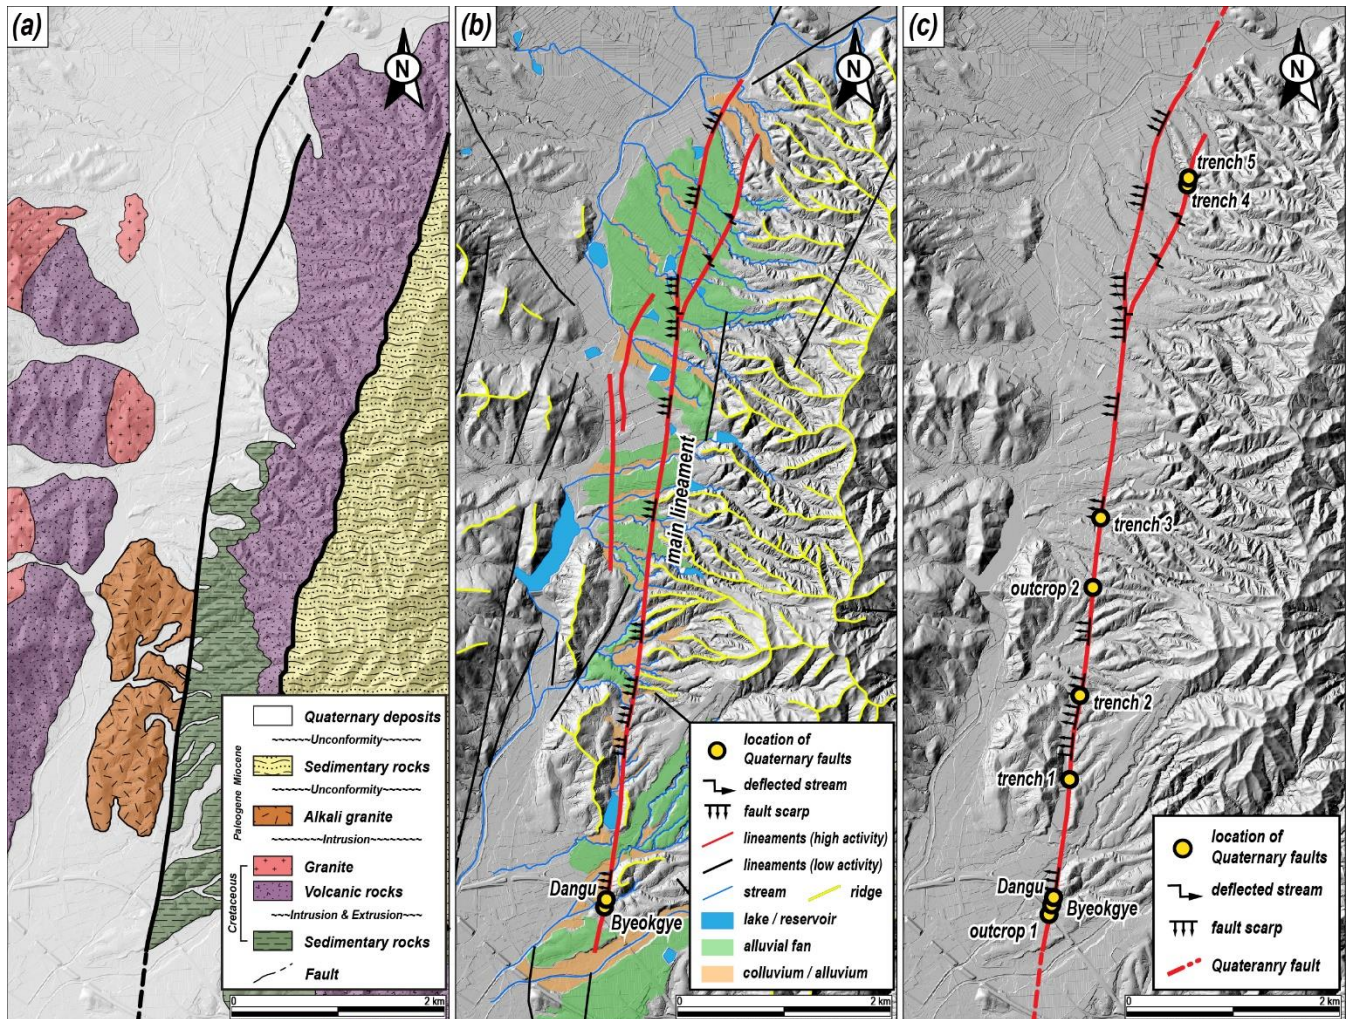 (a)
N
Quaternary deposits
~~~~~Unconformity~~~~~
Miocene
Sedimentary rocks
~~~~~Unconformity~~~~~
Paleogene
Alkali granite
~~~~~Intrusion~~~~~
Cretaceous
Granite
Volcanic rocks
~~~Intrusion & Extrusion~~~
Sedimentary rocks
Fault
0 2 km
(b)
N
main lineament
Dangu
Byeokgye
location of
Quaternary faults
deflected stream
fault scarp
lineaments (high activity)
lineaments (low activity)
stream ridge
lake / reservoir
alluvial fan
colluvium / alluvium
0 2 km
(c)
N
trench 5
trench 4
trench 3
outcrop 2
trench 2
trench 1
Dangu
Byeokgye
outcrop 1
location of
Quaternary faults
deflected stream
fault scarp
Quateranry fault
0 2 km